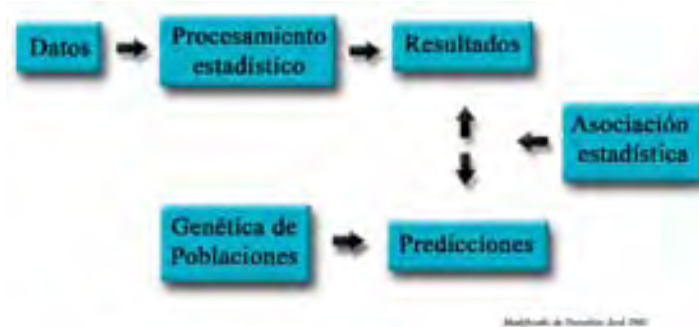 Datos
Procesamiento
estadístico
Resultados
Asociación
estadística
Genética de
Poblaciones
Predicciones